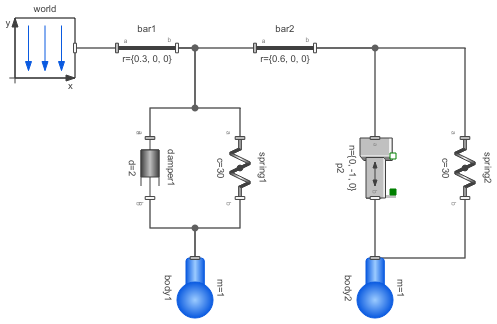 world
y
x
bar1
a
b
r={0.3, 0, 0}
bar2
a
b
r={0.6, 0, 0}
a
b
damper1
d=2
a
b
spring1
c=30
a
b
n={0, -1, 0}
p2
a
b
spring2
c=30
body1
m=1
body2
m=1